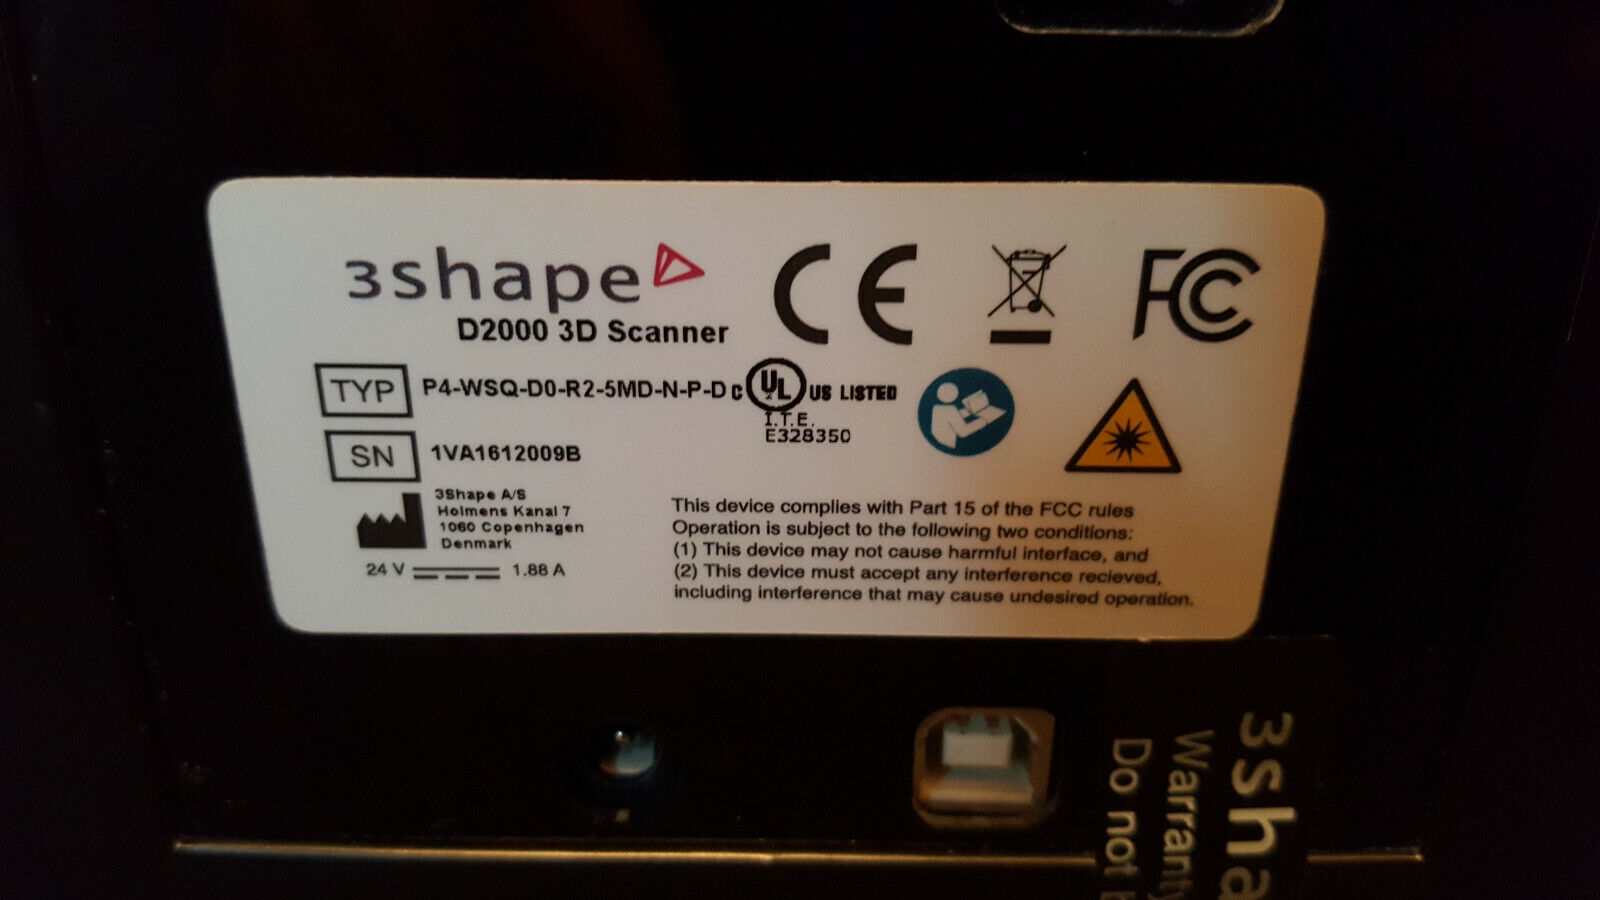 3shape
D2000 3D Scanner
CE
FC
TYP P4-WSQ-D0-R2-5MD-N-P-D
C UL US LISTED
I.T.E.
E328350
SN 1VA1612009B
3Shape A/S
Holmens Kanal 7
1060 Copenhagen
Denmark
24 V 1.88 A
This device complies with Part 15 of the FCC rules
Operation is subject to the following two conditions:
(1) This device may not cause harmful interface, and
(2) This device must accept any interference recieved,
including interference that may cause undesired operation.
3sha
Warranty
Do not